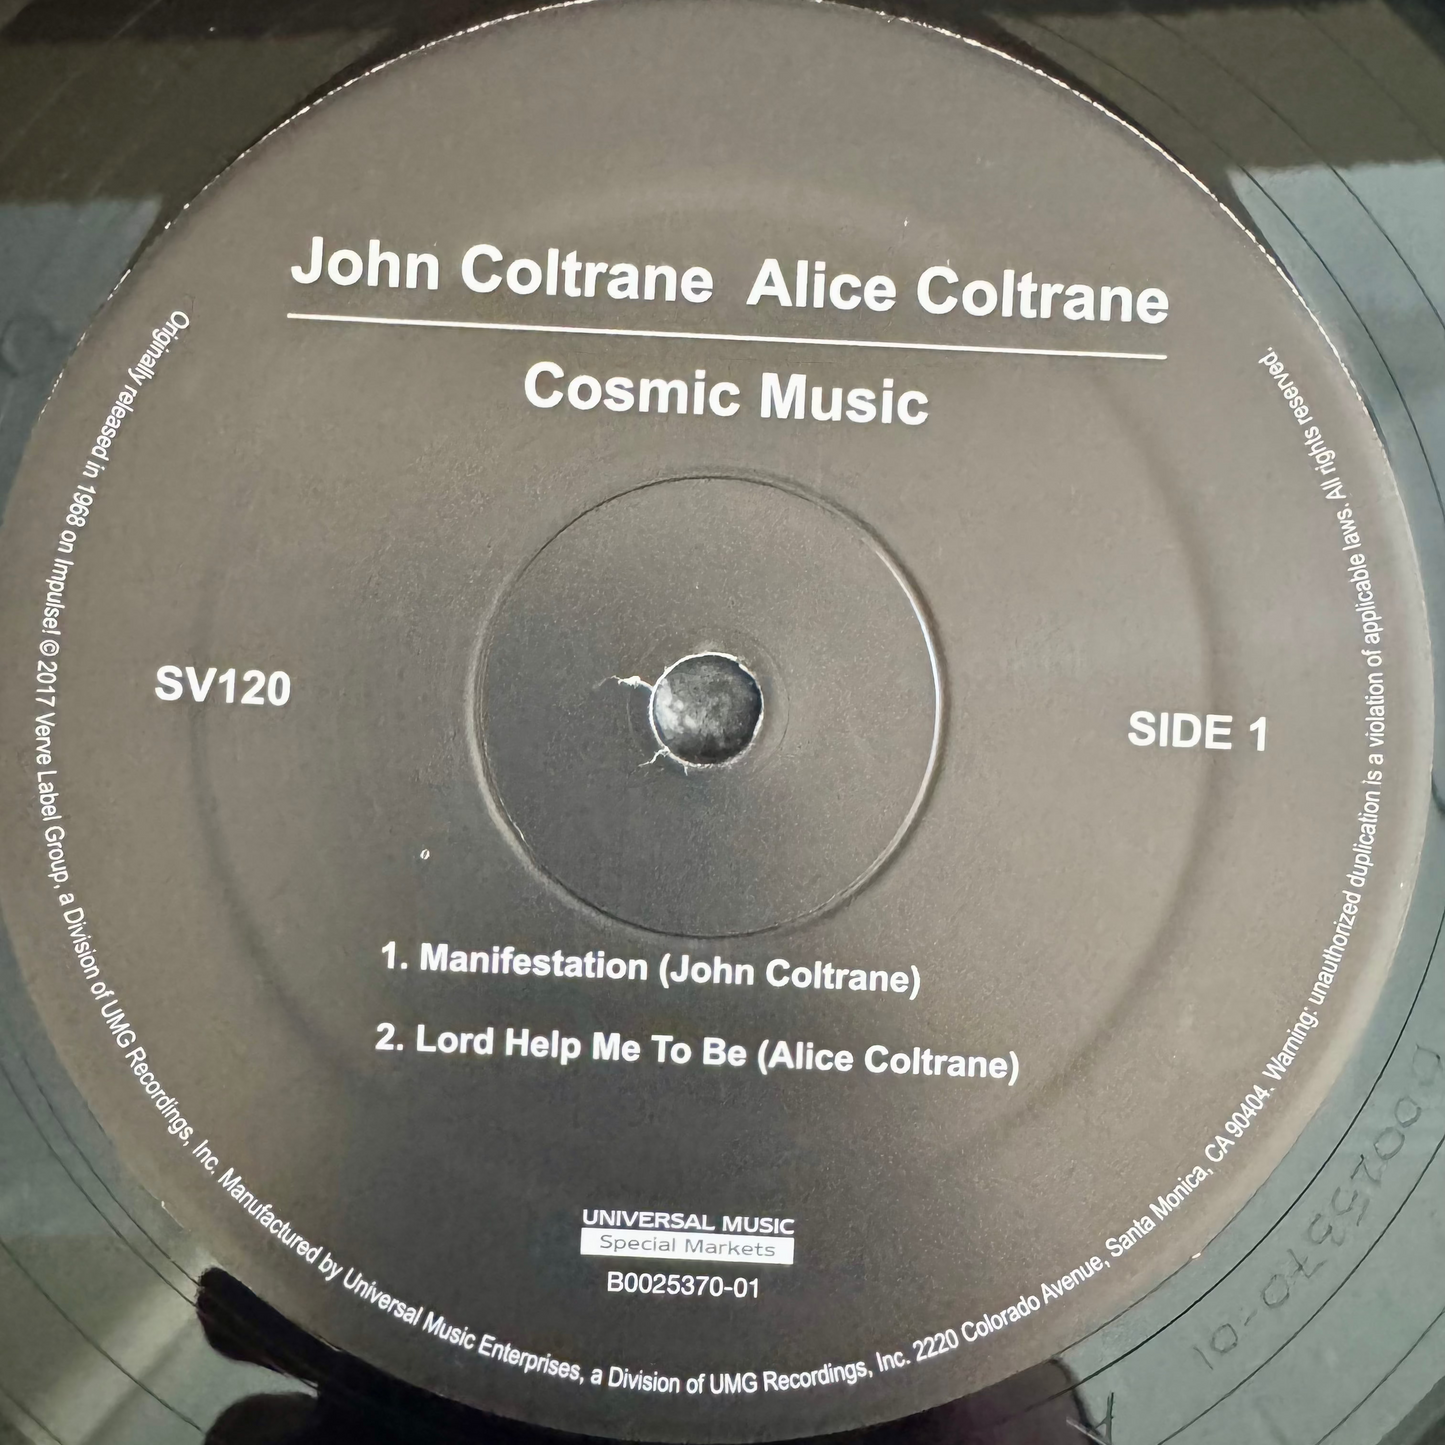 John Coltrane  Alice Coltrane
Cosmic Music
SV120
SIDE 1
1. Manifestation (John Coltrane)
2. Lord Help Me To Be (Alice Coltrane)
UNIVERSAL MUSIC
Special Markets
B0025370-01
Originally released in 1968 on Impulse! © 2017 Verve Label Group, a Division of UMG Recordings, Inc. Manufactured by Universal Music Enterprises, a Division of UMG Recordings, Inc. 2220 Colorado Avenue, Santa Monica, CA 90404. Warning: unauthorized duplication is a violation of applicable laws. All rights reserved.